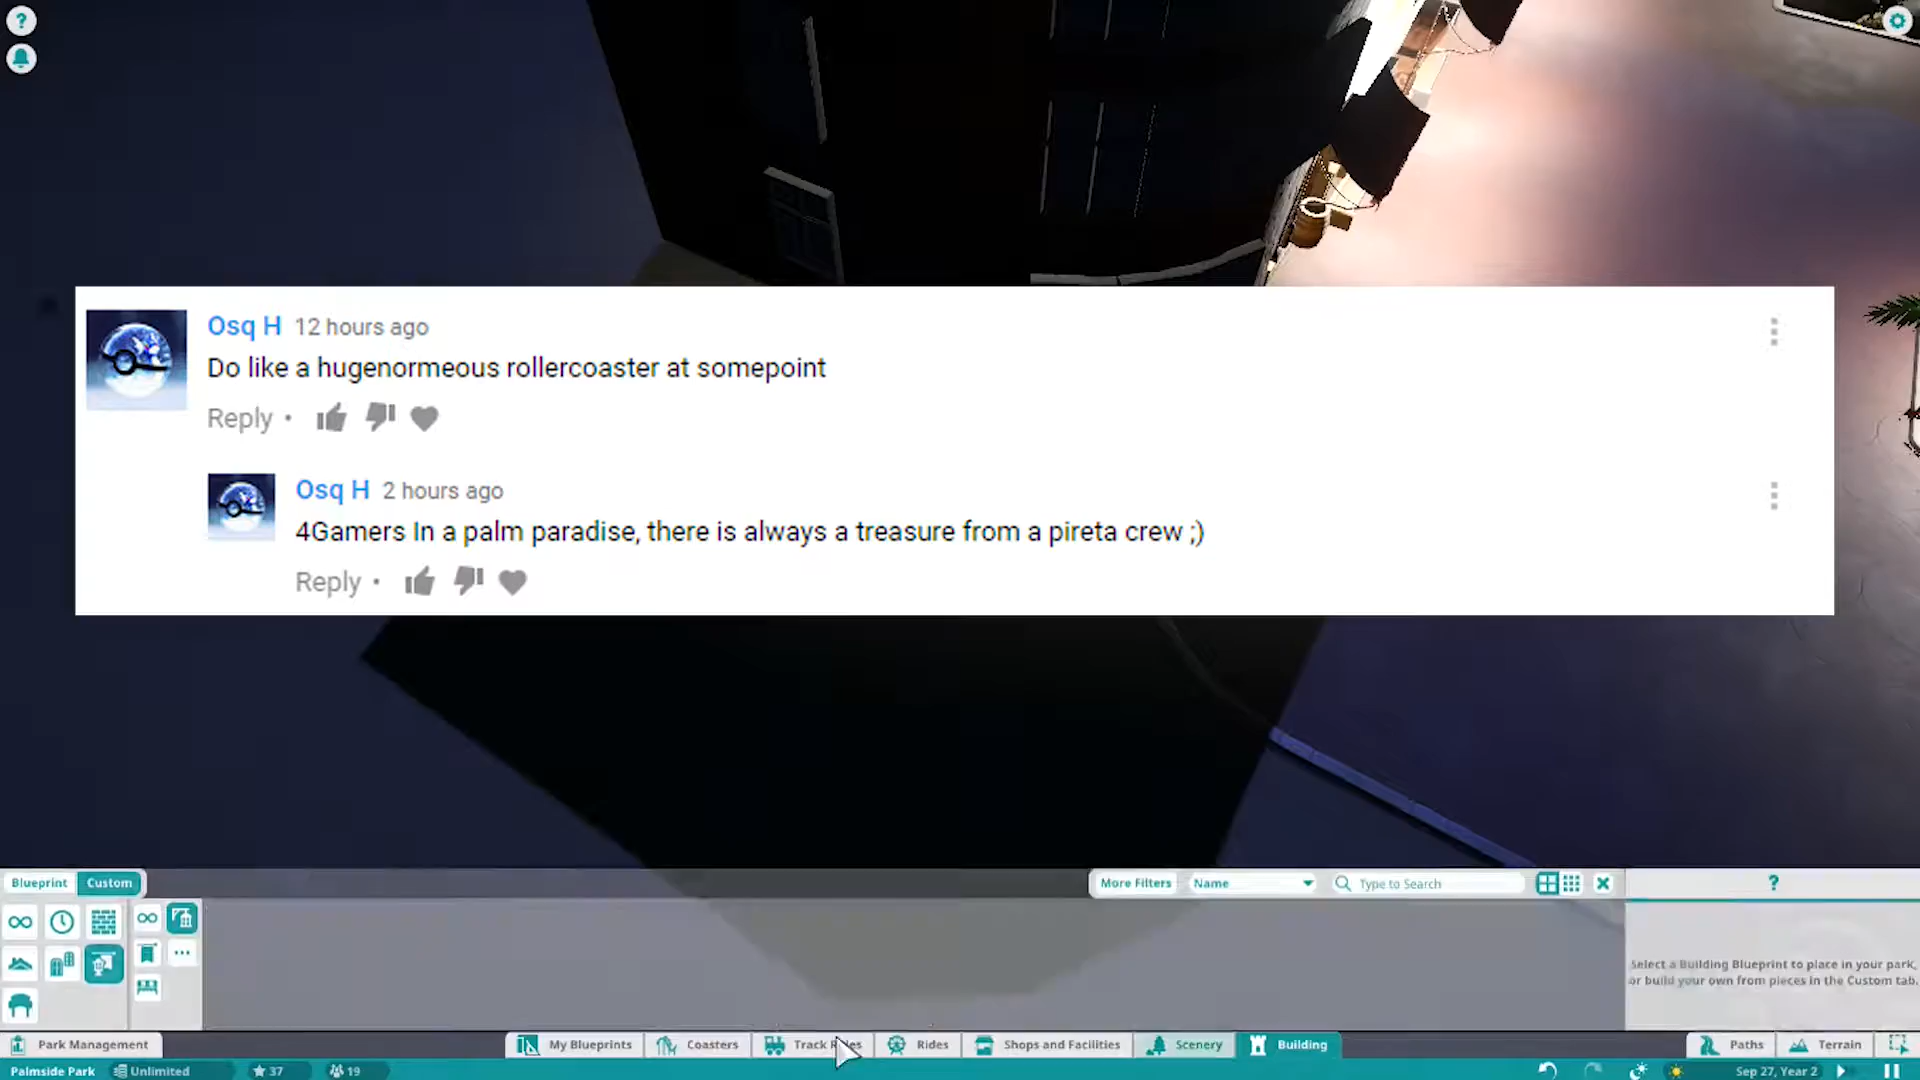 Osq H 12 hours ago
Do like a hugenormeous rollercoaster at somepoint
Reply •
Osq H 2 hours ago
4Gamers In a palm paradise, there is always a treasure from a pireta crew ;)
Reply •
Blueprint Custom
More Filters Name Type to Search
?
Select a Building Blueprint to place in your park,
or build your own from pieces in the Custom tab.
Park Management My Blueprints Coasters Track Rides Rides Shops and Facilities Scenery Building Paths Terrain
Palmside Park Unlimited 37 19 Sep 27, Year 2